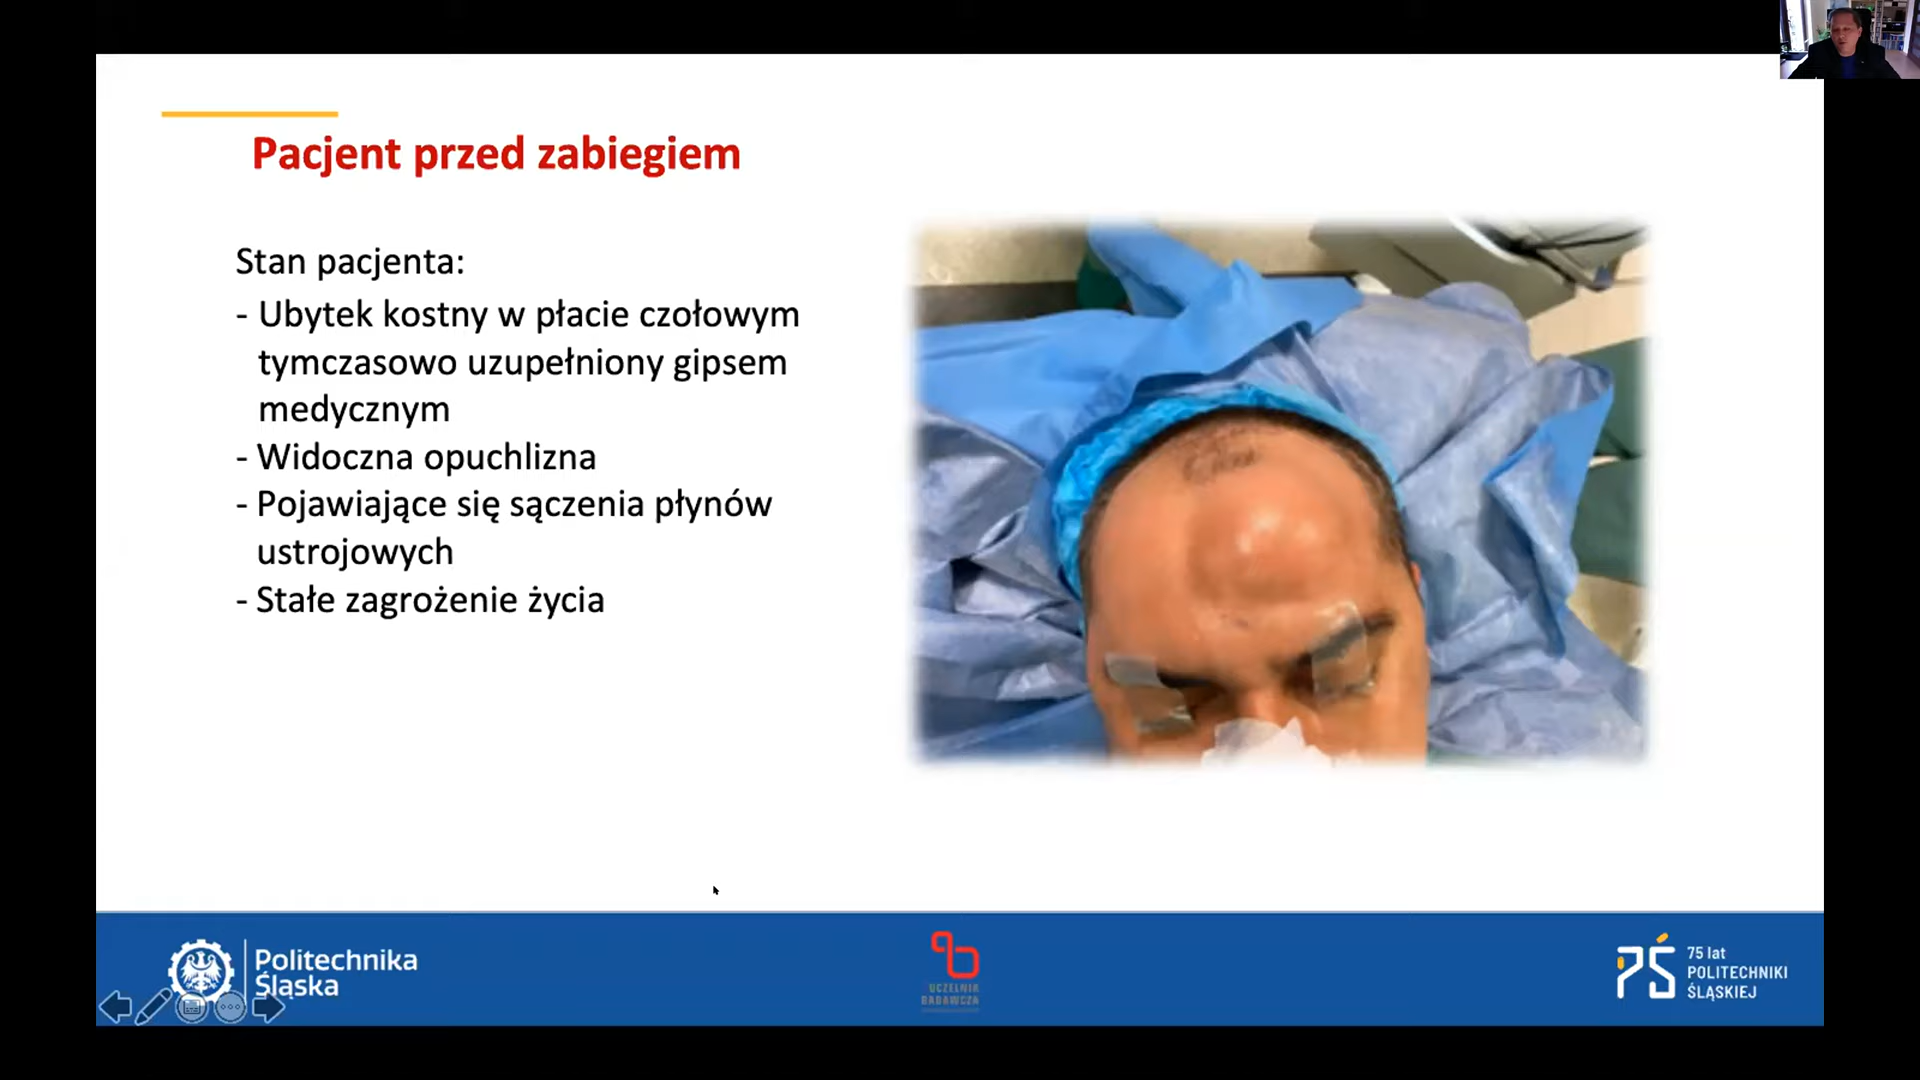 Pacjent przed zabiegiem
Stan pacjenta:
- Ubytek kostny w płacie czołowym
tymczasowo uzupełniony gipsem
medycznym
- Widoczna opuchlizna
- Pojawiające się sączenia płynów
ustrojowych
- Stałe zagrożenie życia
Politechnika
Śląska
UCZELNIA
BADAWCZA
75 lat
POLITECHNIKI
ŚLĄSKIEJ